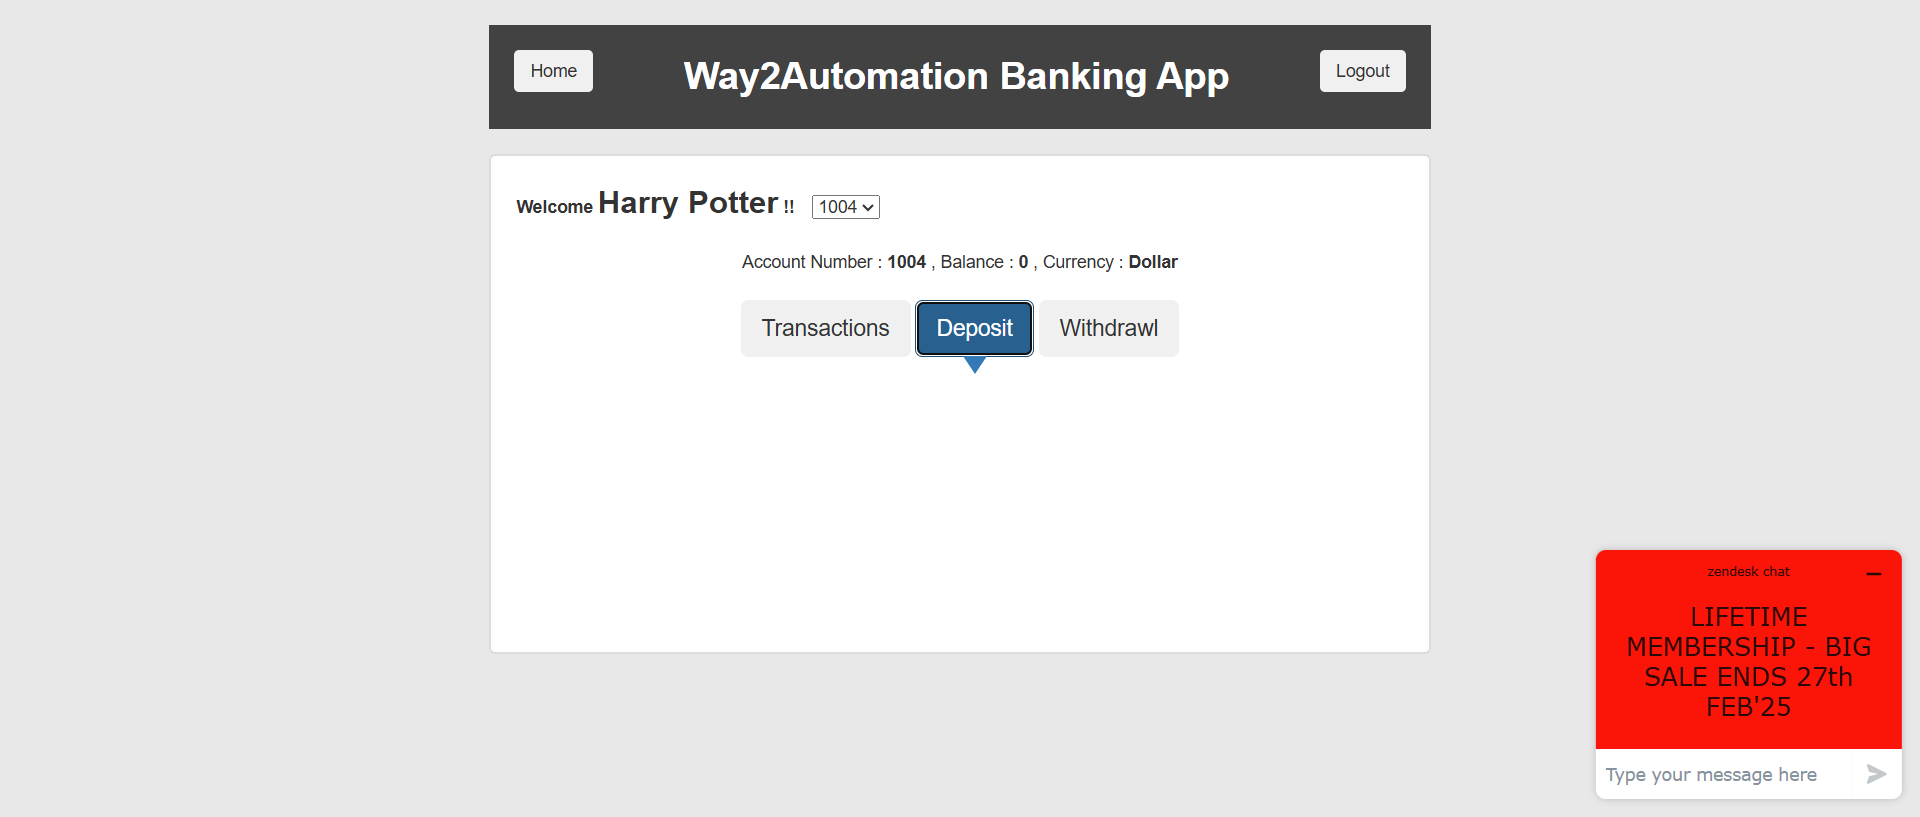 Home
Way2Automation Banking App
Logout
Welcome Harry Potter !! 1004
Account Number : 1004 , Balance : 0 , Currency : Dollar
Transactions
Deposit
Withdrawl
zendesk chat
LIFETIME
MEMBERSHIP - BIG
SALE ENDS 27th
FEB'25
Type your message here